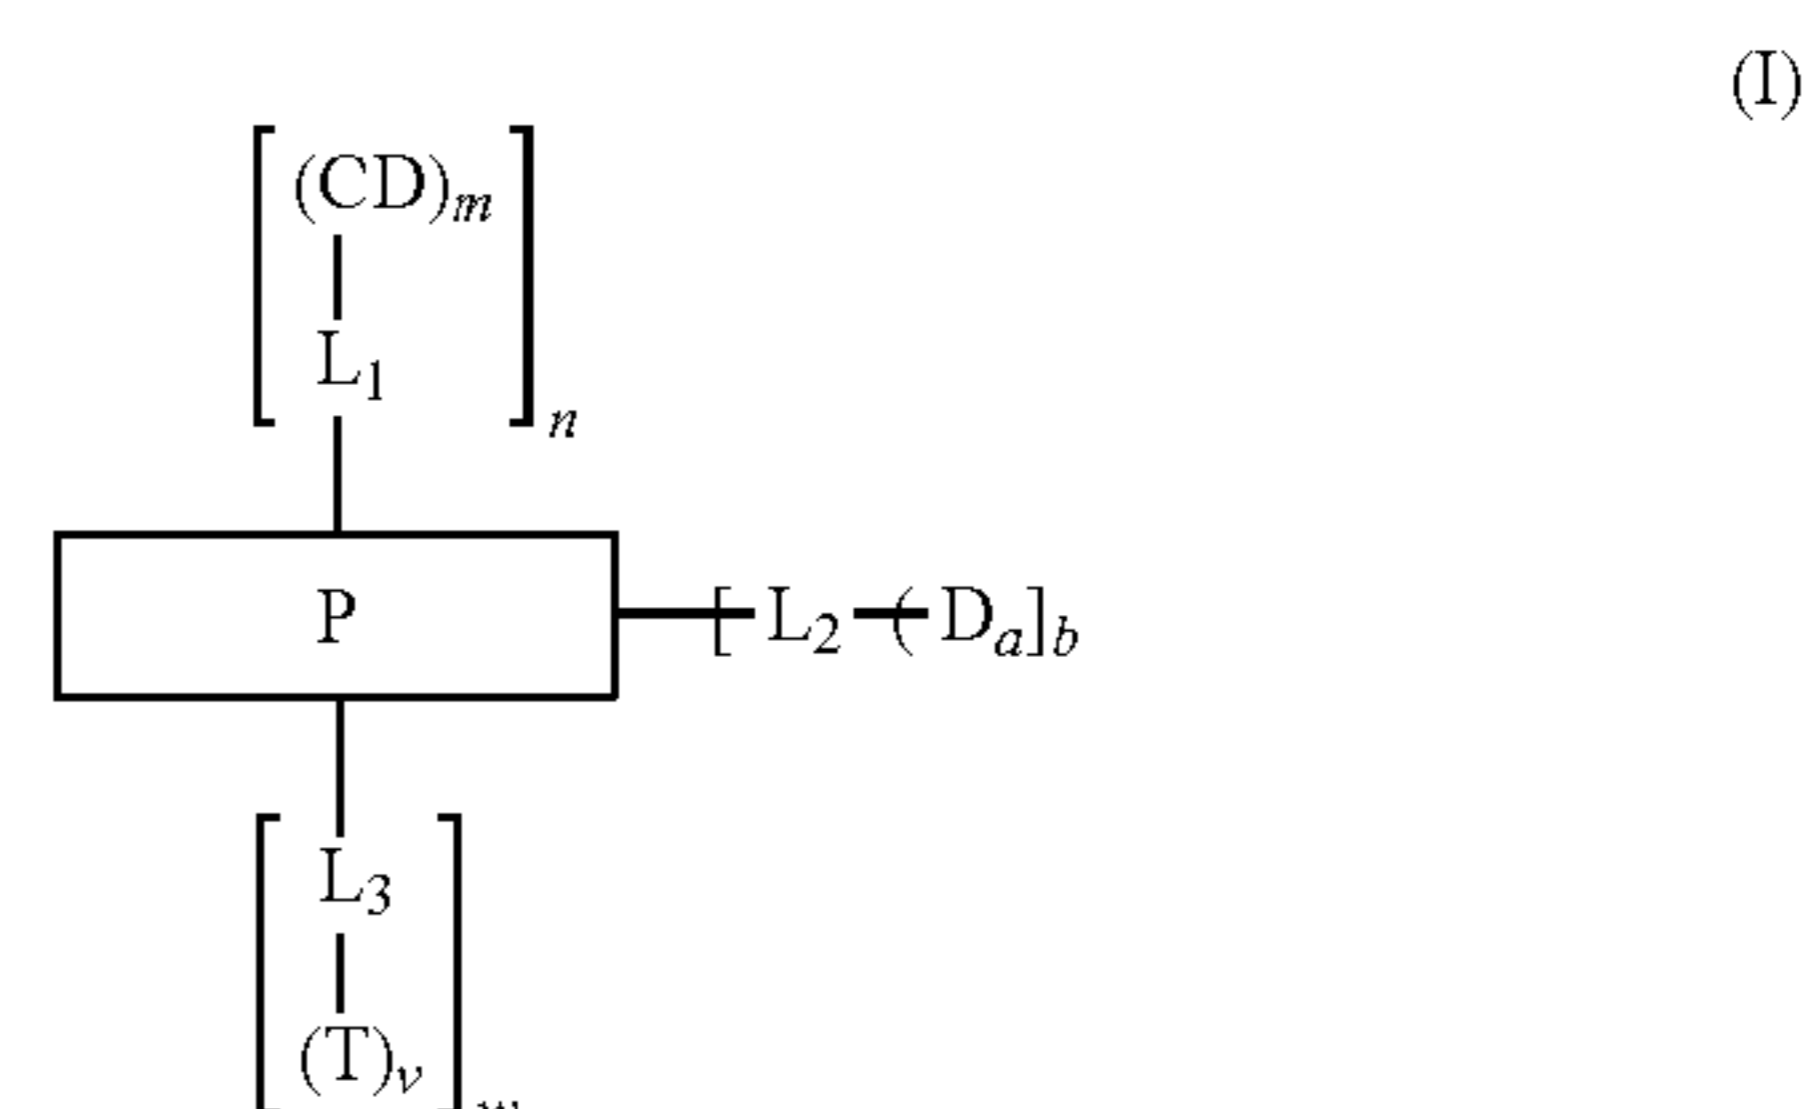 (I)
[(CD)m
L1
]n
P
[L2 ( Da]b
[L3
(T)v]